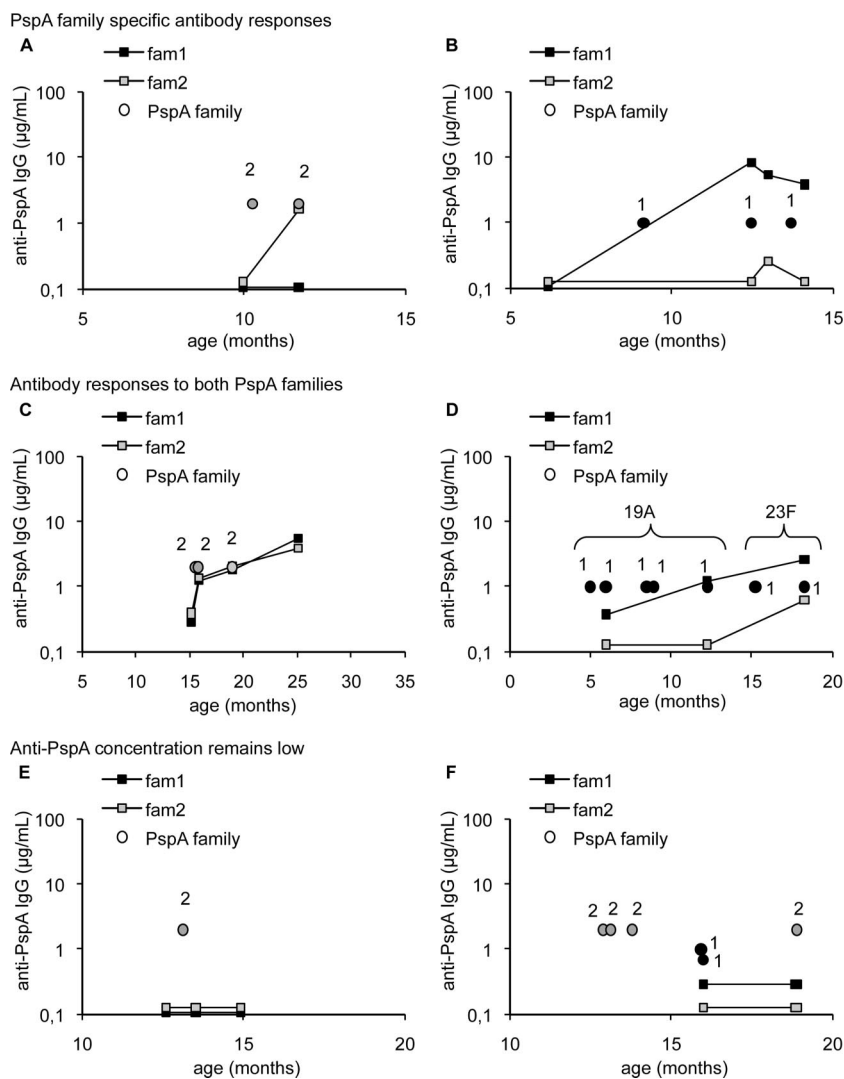 PspA family specific antibody responses
A
fam1
fam2
PspA family
anti-PspA IgG (µg/mL)
100
10
1
0,1
2
2
5
10
15
age (months)
B
fam1
fam2
PspA family
anti-PspA IgG (µg/mL)
100
10
1
0,1
1
1
1
5
10
15
age (months)
Antibody responses to both PspA families
C
fam1
fam2
PspA family
anti-PspA IgG (µg/mL)
100
10
1
0,1
2 2 2
5 10 15 20 25 30 35
age (months)
D
fam1
fam2
PspA family
anti-PspA IgG (µg/mL)
100
10
1
0,1
19A
23F
1 1 1 1 1 1 1
0 5 10 15 20
age (months)
Anti-PspA concentration remains low
E
fam1
fam2
PspA family
anti-PspA IgG (µg/mL)
100
10
1
0,1
2
10 20
age (months)
F
fam1
fam2
PspA family
anti-PspA IgG (µg/mL)
100
10
1
0,1
2 2 2 2
1
1
10 15 20
age (months)